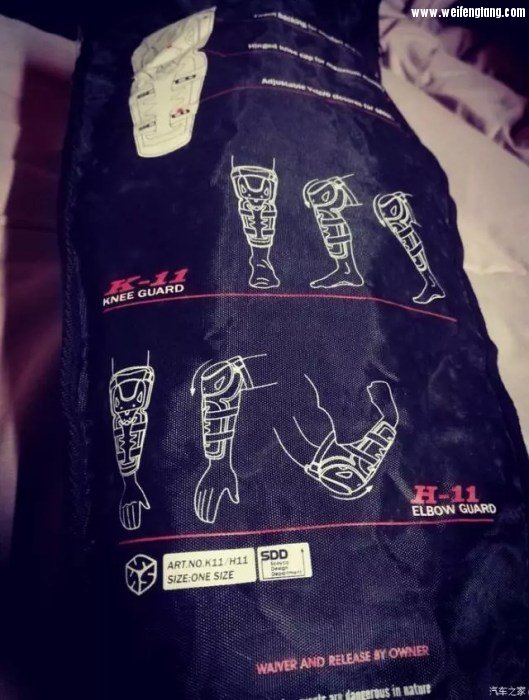 www.weifengtang.com
backing for
Hinged knee cap for maximum
Adjustable Velcro closures for
K-11
KNEE GUARD
H-11
ELBOW GUARD
ART.NO.K11/H11
SIZE:ONE SIZE
SDD
Scoyco
Design
Department
WAIVER AND RELEASE BY OWNER
are dangerous in nature
汽车之家